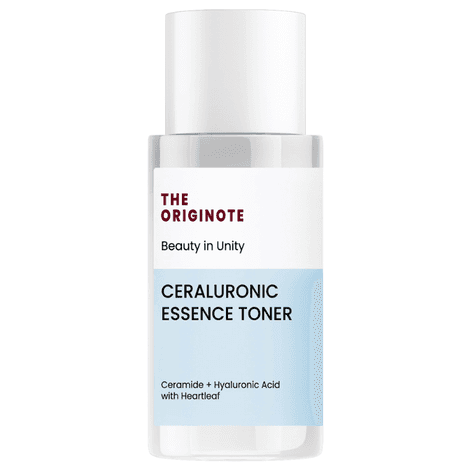 THE
ORIGINOTE
Beauty in Unity
CERALURONIC
ESSENCE TONER
Ceramide + Hyaluronic Acid
with Heartleaf